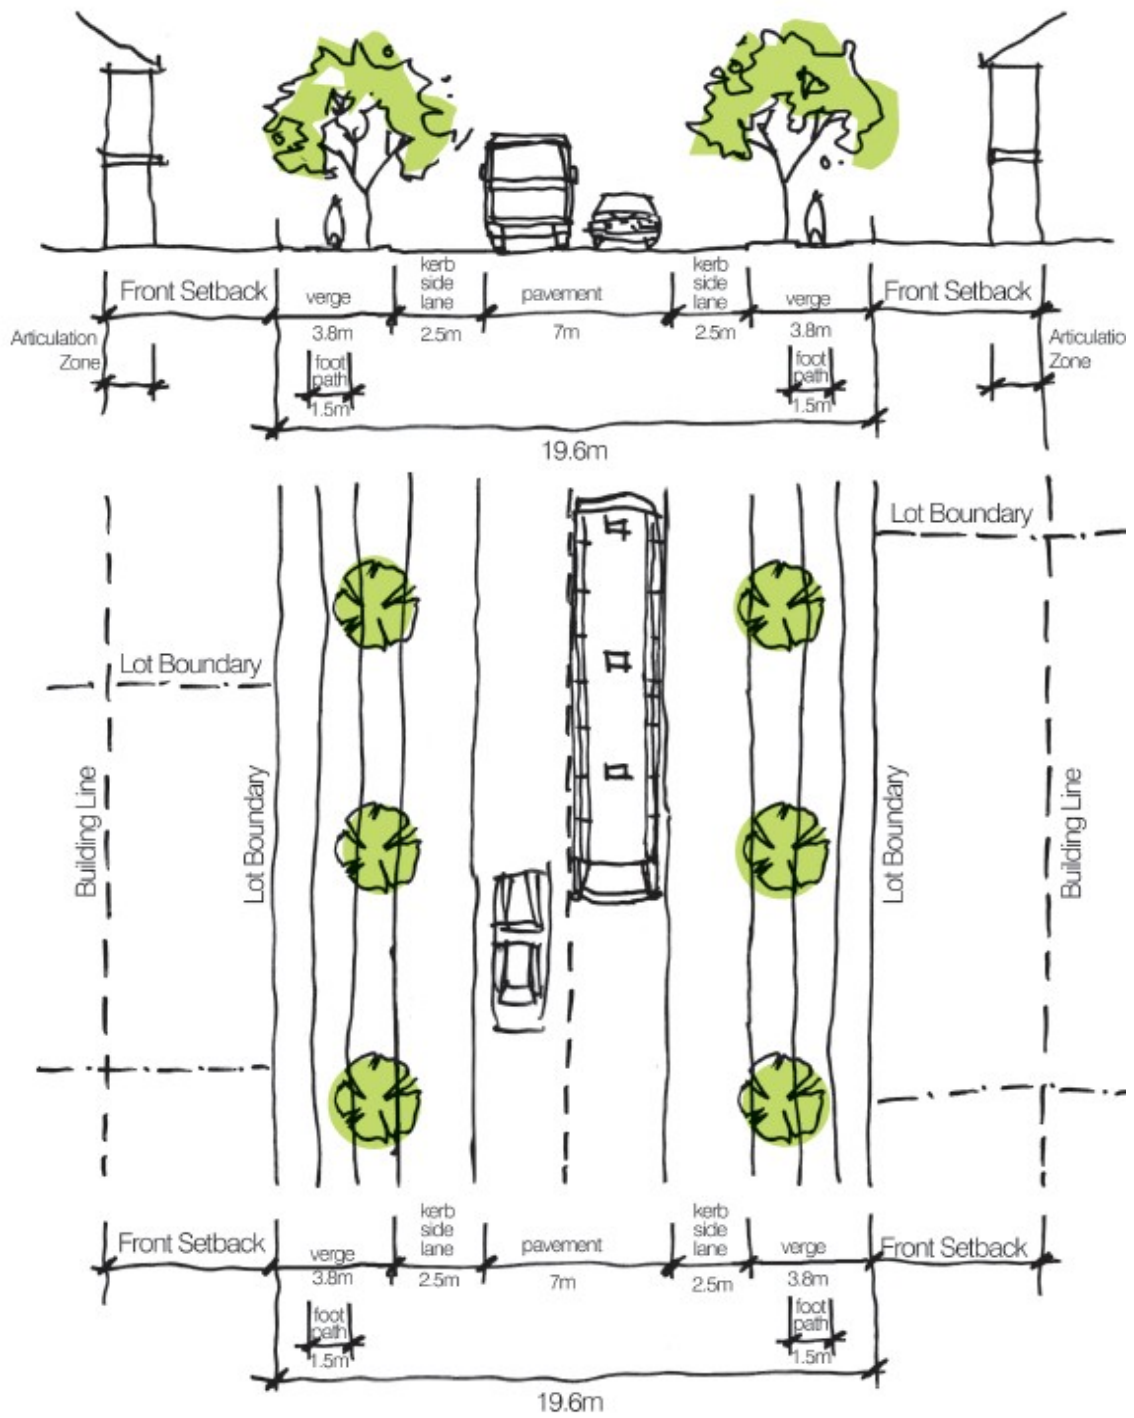 Front Setback
verge
kerb
side
lane
pavement
kerb
side
lane
verge
Front Setback
3.8m
2.5m
7m
2.5m
3.8m
Articulation
Zone
foot
path
1.5m
foot
path
1.5m
Articulatio
Zone
19.6m
Lot Boundary
Lot Boundary
Building Line
Lot Boundary
Lot Boundary
Building Line
Front Setback
verge
kerb
side
lane
pavement
kerb
side
lane
verge
Front Setback
3.8m
2.5m
7m
2.5m
3.8m
foot
path
1.5m
foot
path
1.5m
19.6m